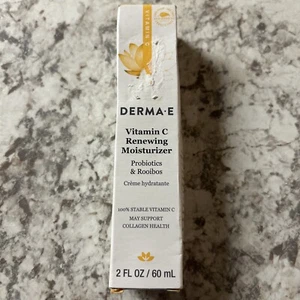 VITAMIN C
DERMA·E
Vitamin C
Renewing
Moisturizer
Probiotics
& Rooibos
Crème hydratante
100% STABLE VITAMIN C
MAY SUPPORT
COLLAGEN HEALTH
2 FL OZ / 60 mL